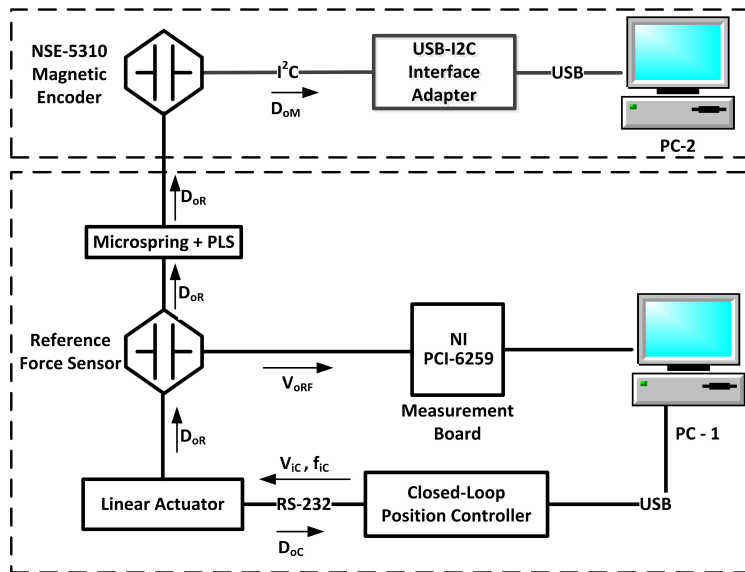 NSE-5310
Magnetic
Encoder
I²C
DoM
USB-I2C
Interface
Adapter
USB
PC-2
DoR
Microspring + PLS
DoR
Reference
Force Sensor
VoRF
NI
PCI-6259
Measurement
Board
PC - 1
DoR
ViC , fiC
Linear Actuator
RS-232
DoC
Closed-Loop
Position Controller
USB